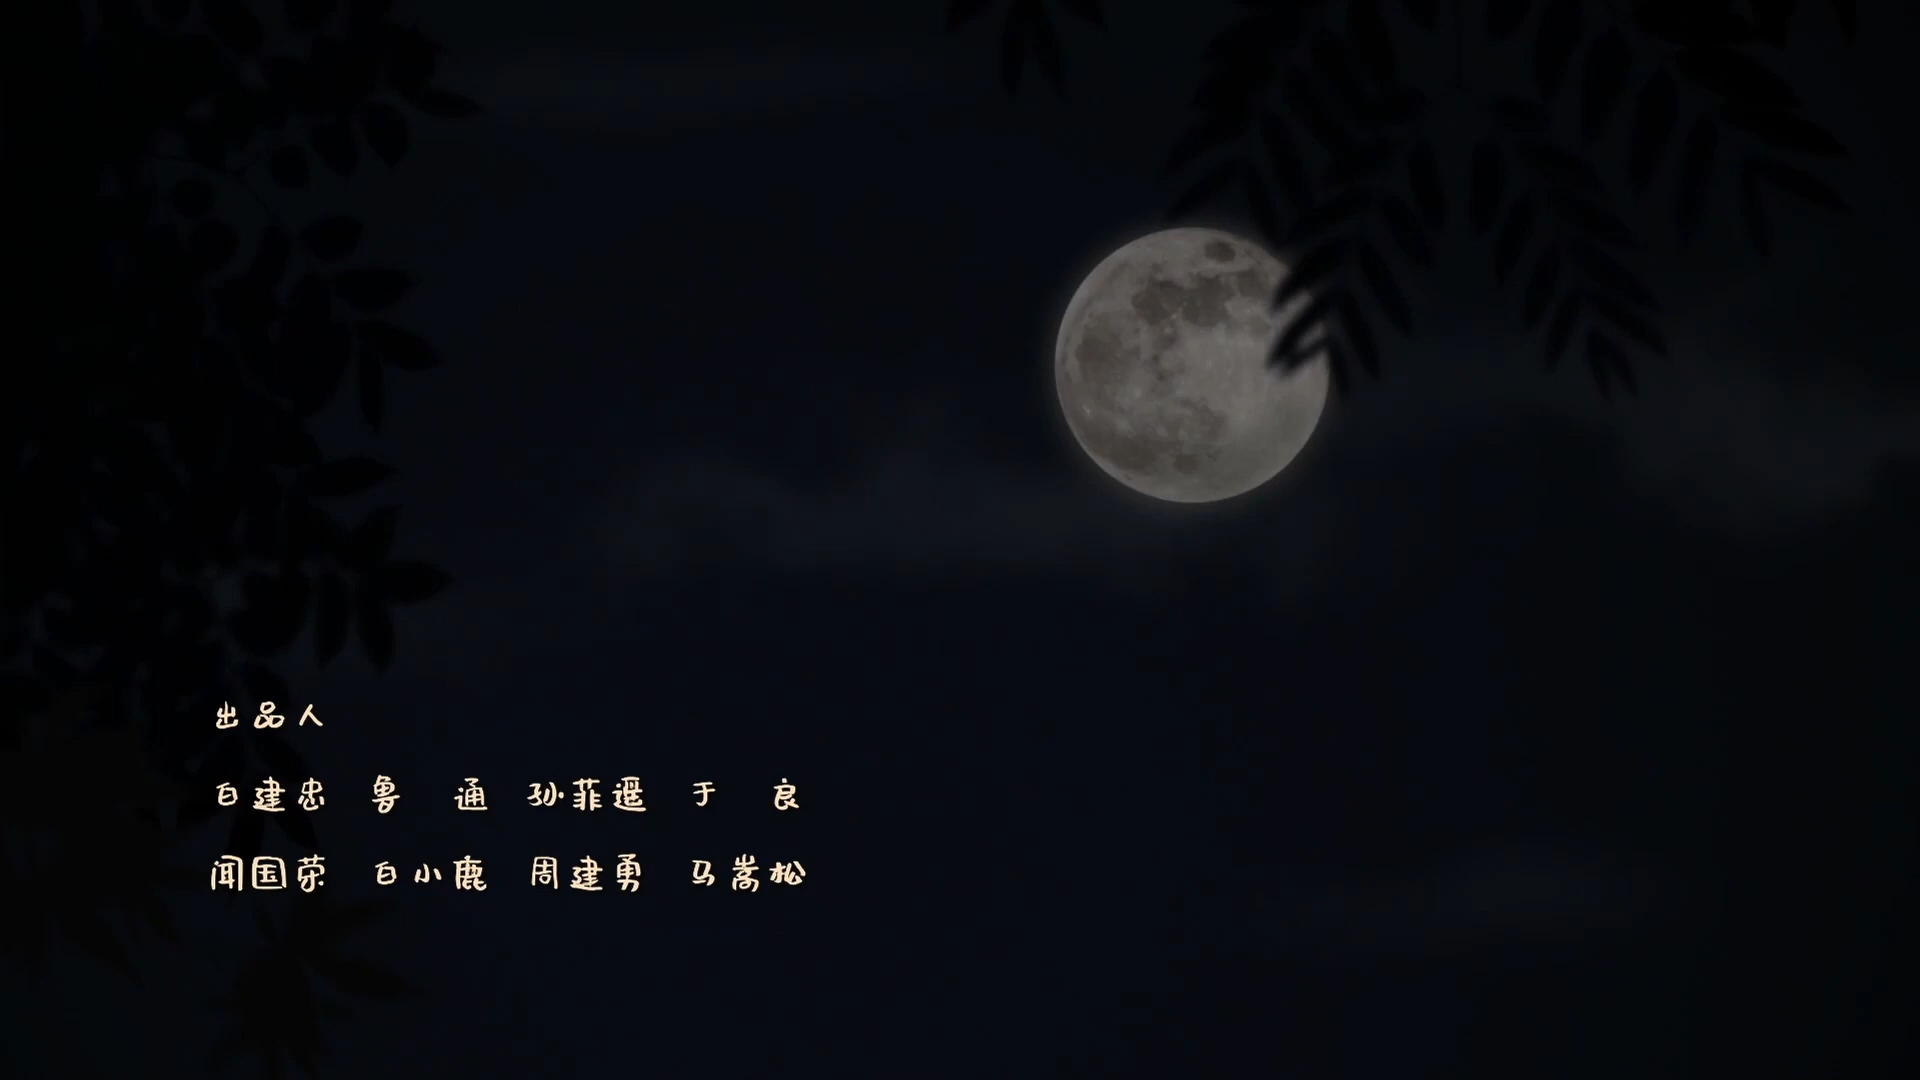 出品人
白建忠 鲁 通 孙菲遥 于 良
闻国荣 白小鹿 周建勇 马嵩松